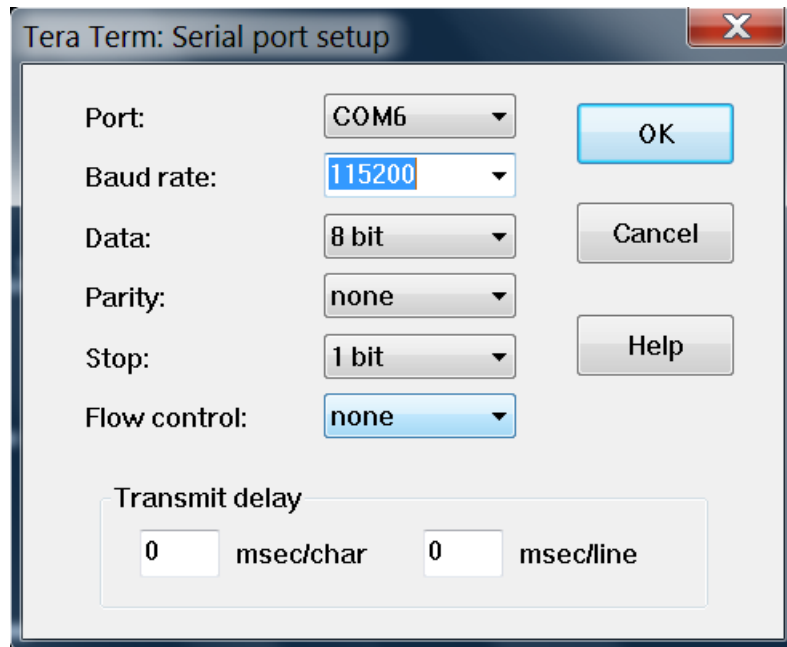 Tera Term: Serial port setup
Port: COM6 OK
Baud rate: 115200
Data: 8 bit Cancel
Parity: none
Stop: 1 bit Help
Flow control: none
Transmit delay
0 msec/char 0 msec/line